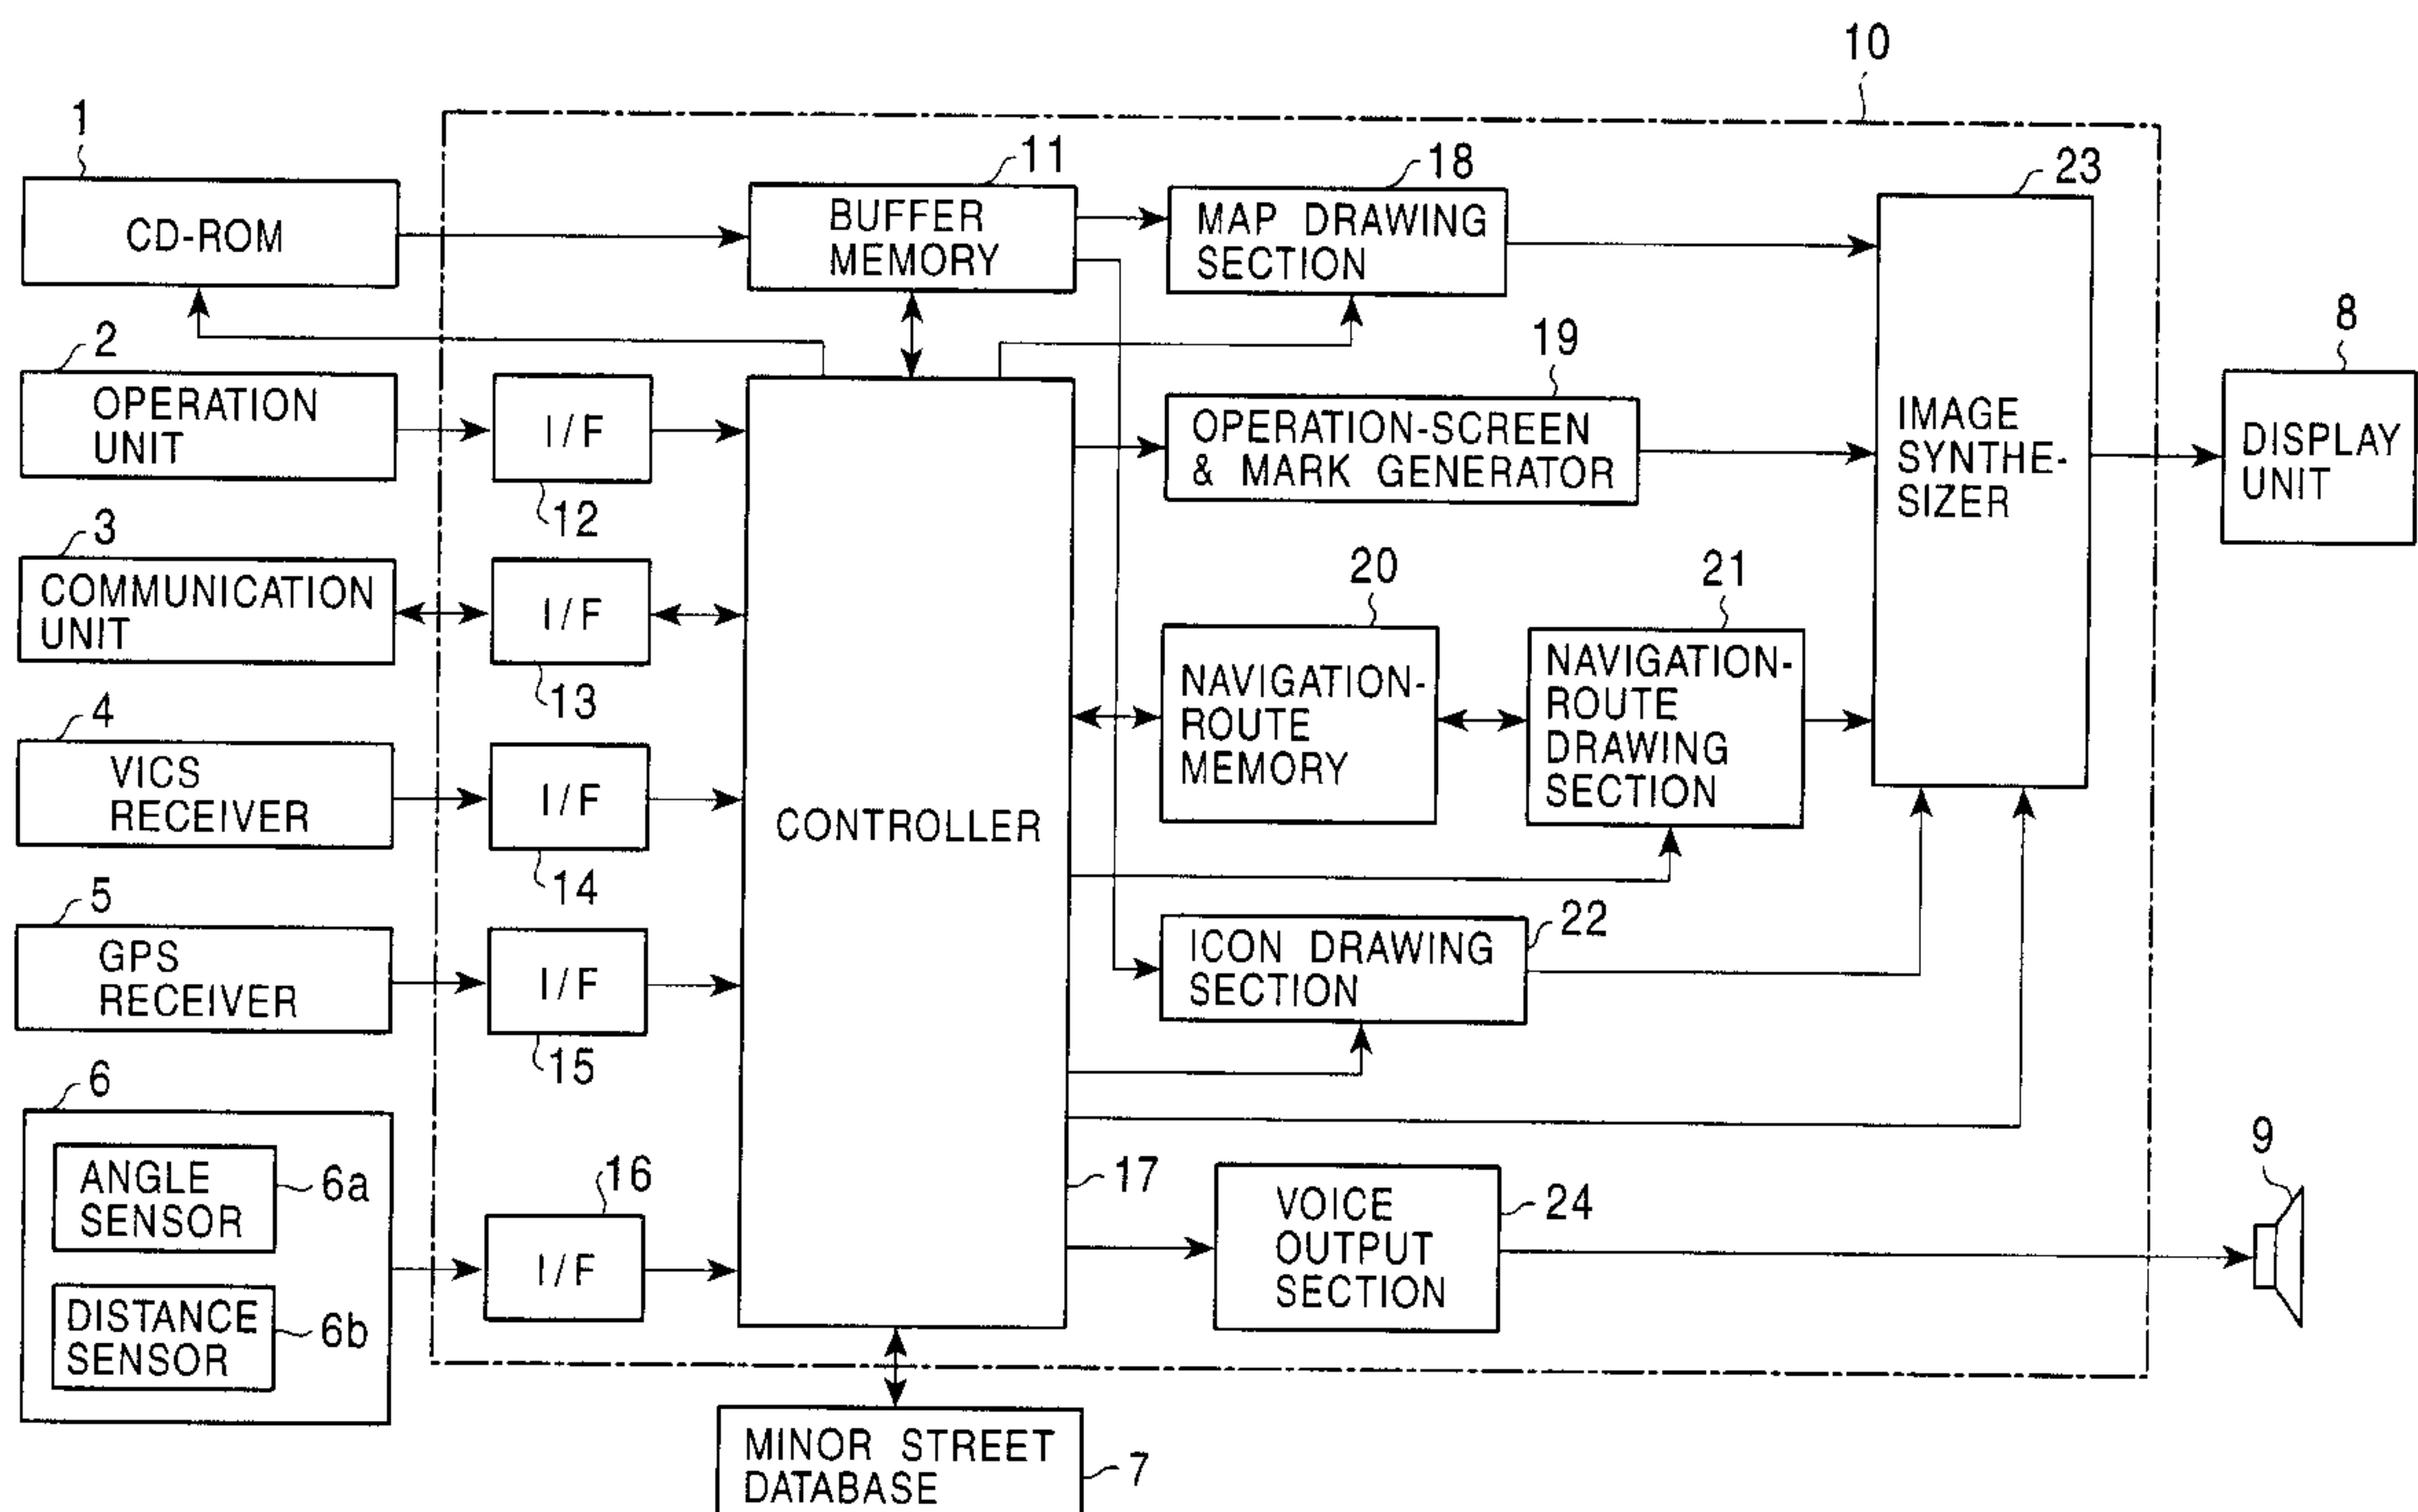 10
1
CD-ROM
11
BUFFER
MEMORY
18
MAP DRAWING
SECTION
23
IMAGE
SYNTHE-
SIZER
8
DISPLAY
UNIT
2
OPERATION
UNIT
I/F
12
19
OPERATION-SCREEN
& MARK GENERATOR
3
COMMUNICATION
UNIT
I/F
13
20
NAVIGATION-
ROUTE
MEMORY
21
NAVIGATION-
ROUTE
DRAWING
SECTION
4
VICS
RECEIVER
I/F
14
CONTROLLER
17
5
GPS
RECEIVER
I/F
15
ICON DRAWING
SECTION
22
6
ANGLE
SENSOR
6a
DISTANCE
SENSOR
6b
16
I/F
VOICE
OUTPUT
SECTION
24
9
MINOR STREET
DATABASE
7